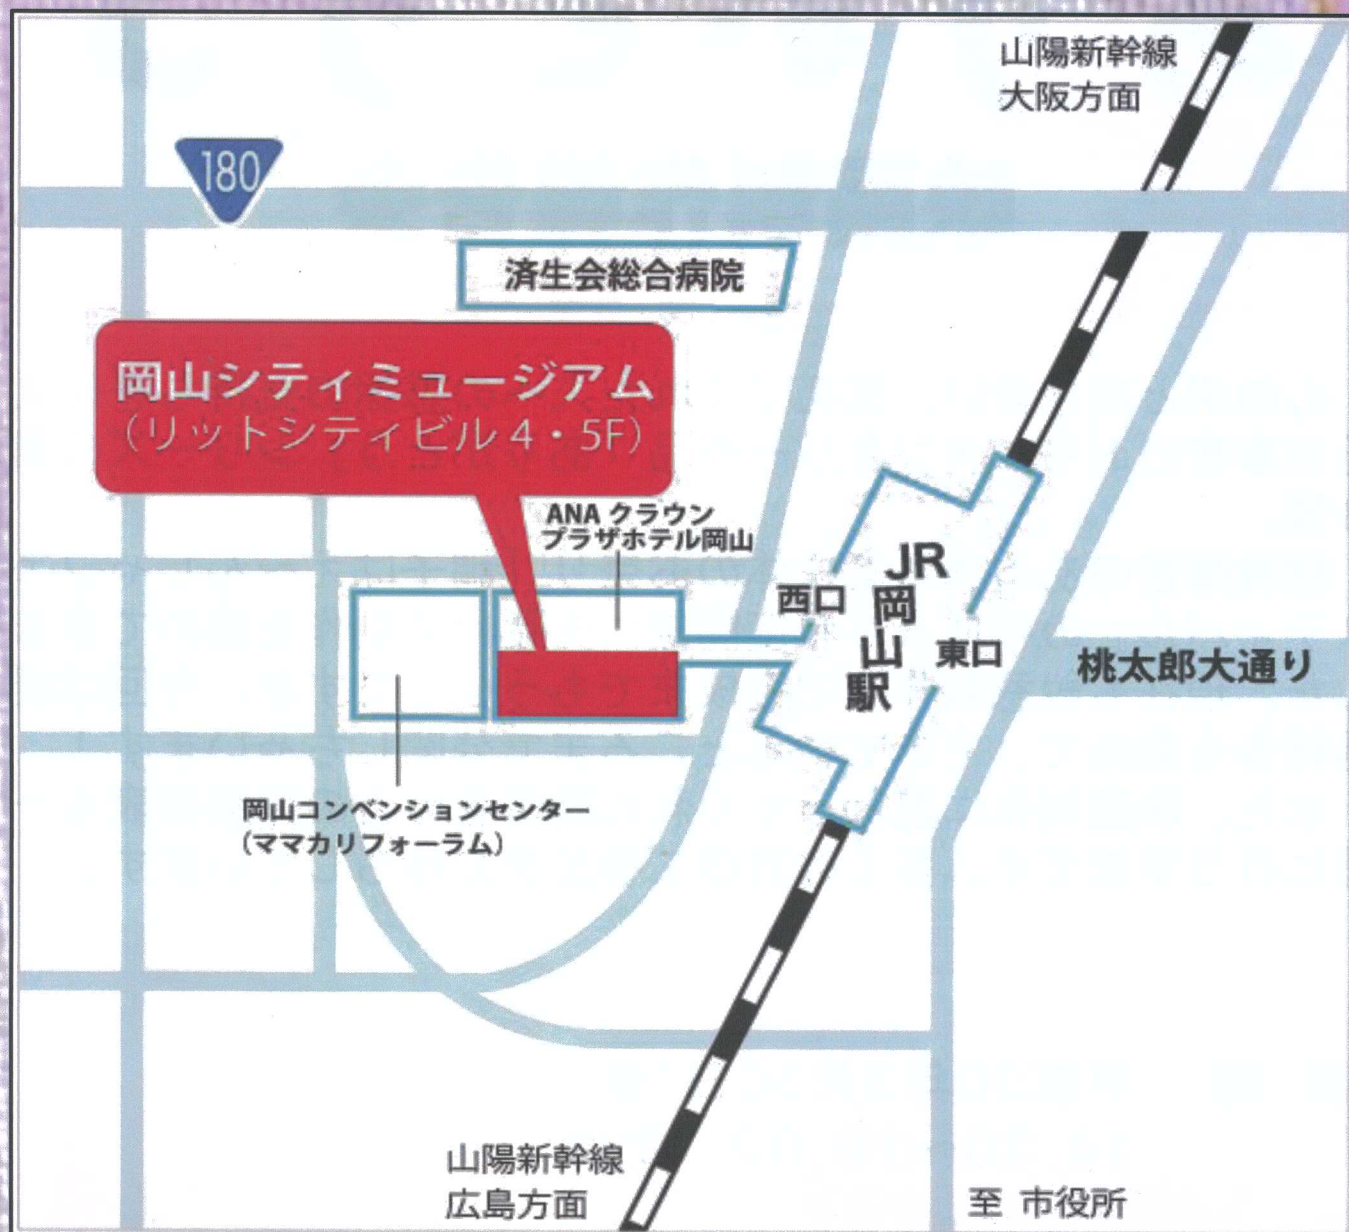 山陽新幹線
大阪方面
180
済生会総合病院
岡山シティミュージアム
（リットシティビル 4・5F）
ANA クラウン
プラザホテル岡山
JR
岡山駅
西口
東口
桃太郎大通り
岡山コンベンションセンター
（ママカリフォーラム）
山陽新幹線
広島方面
至 市役所